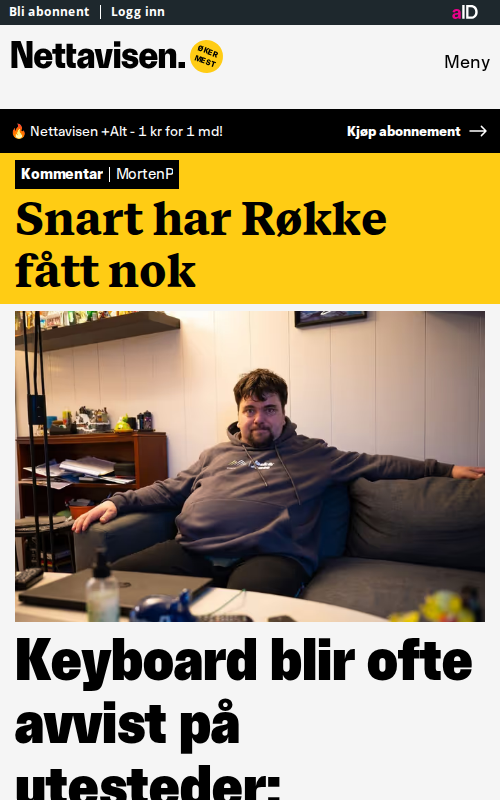 Bli abonnent | Logg inn
aID
Nettavisen.
ØKER
MEST
Meny
🔥 Nettavisen +Alt - 1 kr for 1 md!
Kjøp abonnement →
Kommentar | MortenP
Snart har Røkke
fått nok
Keyboard blir ofte
avvist på
utesteder: